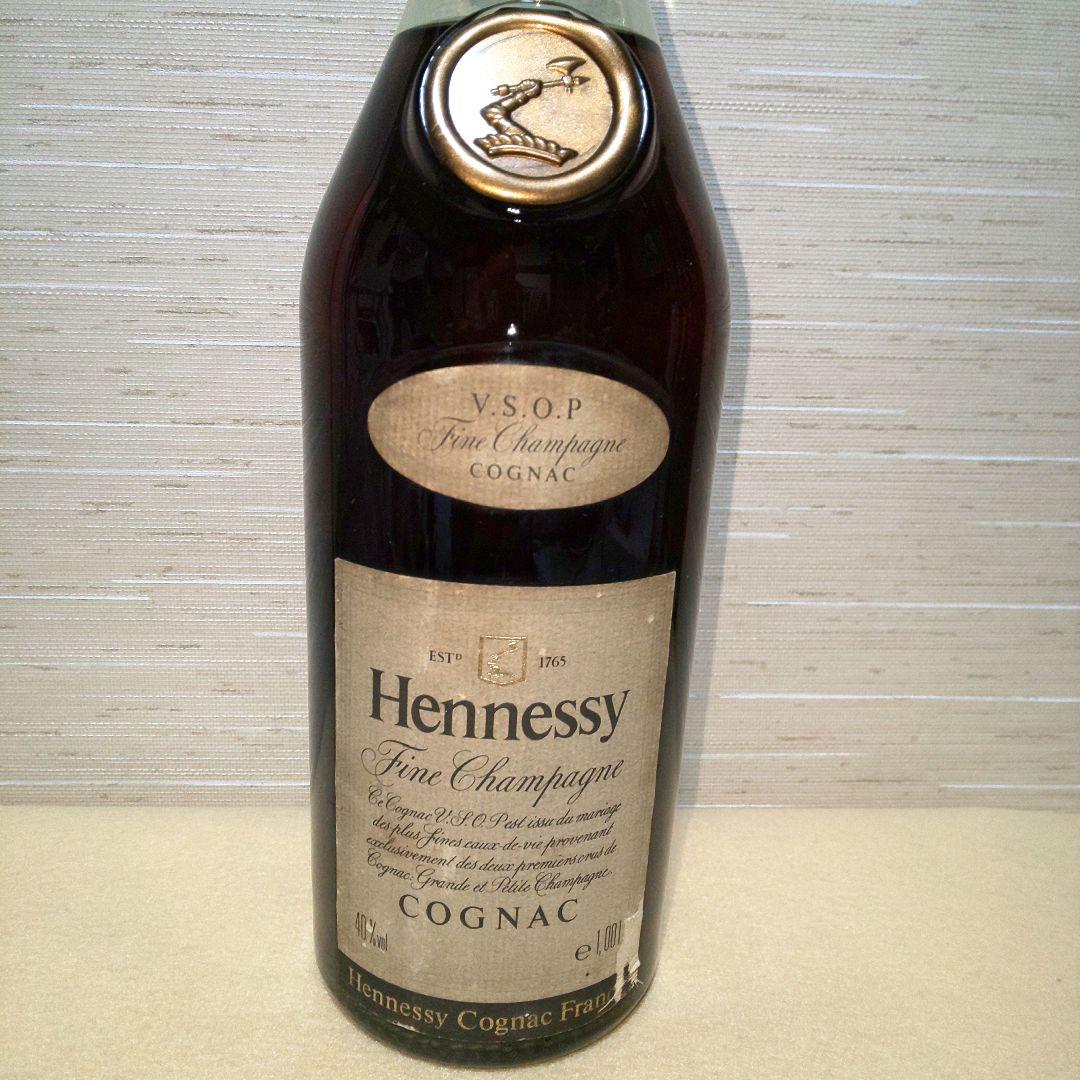 V.S.O.P
Fine Champagne
COGNAC
ESTD 1765
Hennessy
Fine Champagne
Ce Cognac V.S.O.P est issu du mariage
des plus fines eaux-de-vie provenant
exclusivement des deux premiers crus de
Cognac: Grande et Petite Champagne.
COGNAC
40%vol
e 1,00 l
Hennessy Cognac France